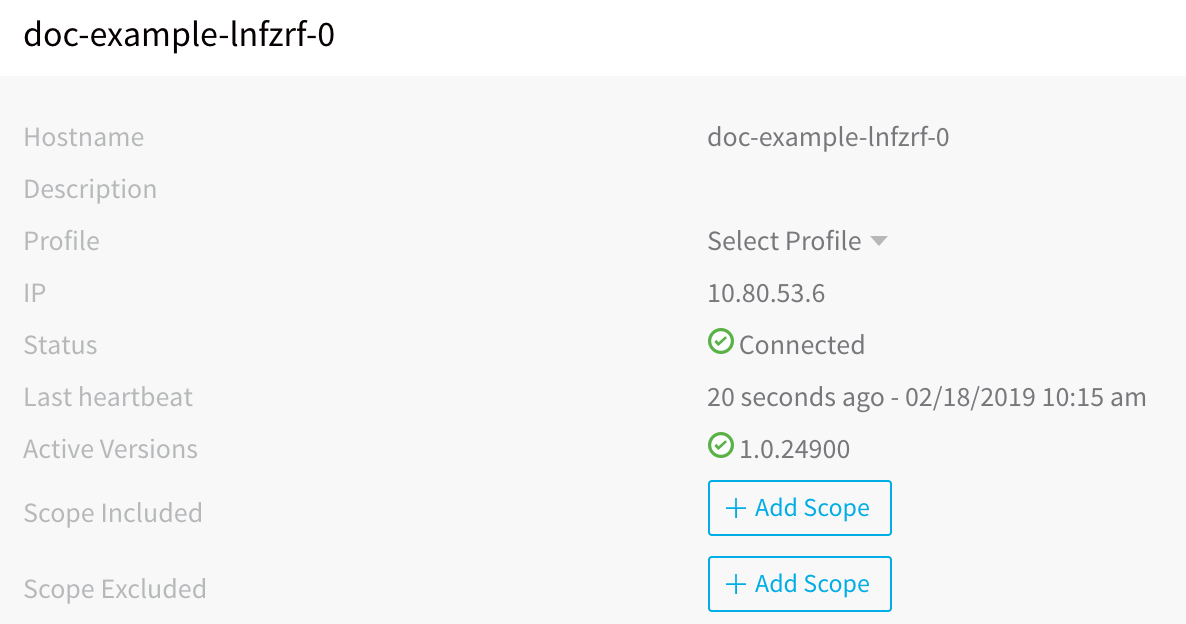 doc-example-lnfzrf-0
Hostname doc-example-lnfzrf-0
Description
Profile Select Profile
IP 10.80.53.6
Status Connected
Last heartbeat 20 seconds ago - 02/18/2019 10:15 am
Active Versions 1.0.24900
Scope Included + Add Scope
Scope Excluded + Add Scope